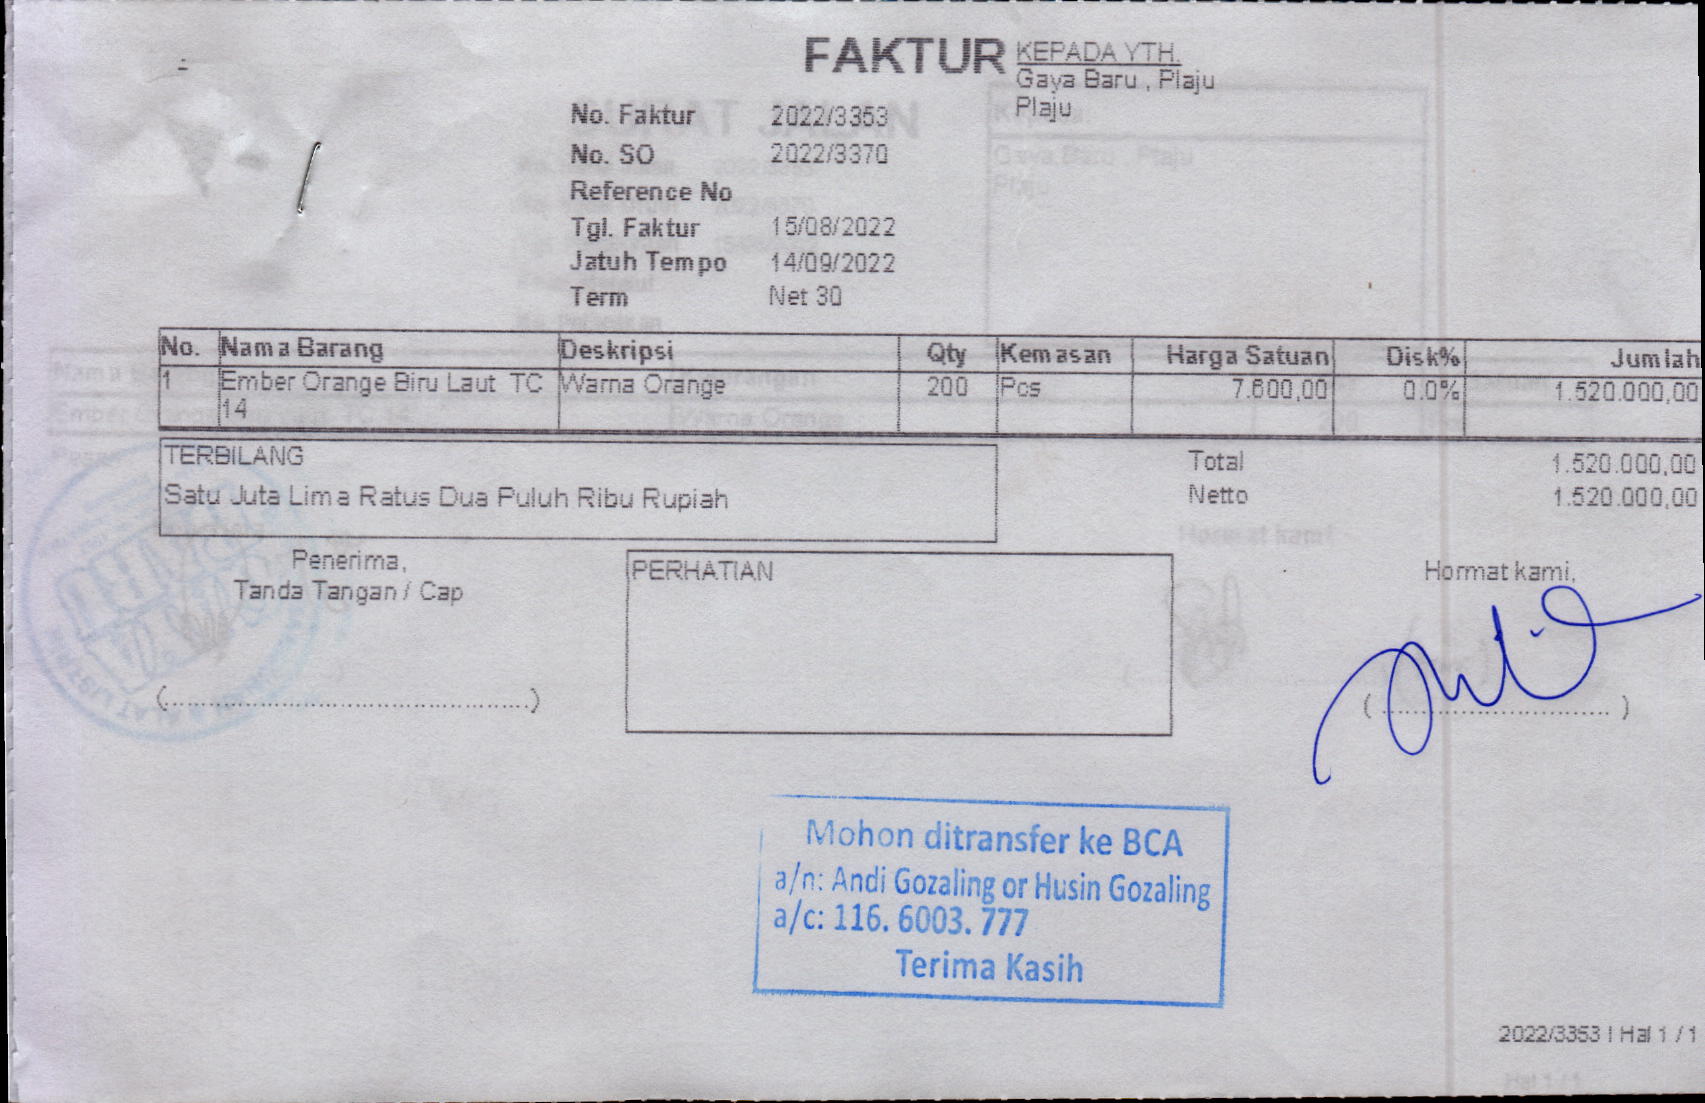 FAKTUR
KEPADA YTH.
Gaya Baru , Plaju
Plaju
No. Faktur 2022/3353
No. SO 2022/3370
Reference No
Tgl. Faktur 15/08/2022
Jatuh Tempo 14/09/2022
Term Net 30
No. Nama Barang Deskripsi Qty Kemasan Harga Satuan Disk% Jumlah
1 Ember Orange Biru Laut TC Warna Orange 200 Pcs 7.600,00 0.0% 1.520.000,00
14
TERBILANG
Satu Juta Lima Ratus Dua Puluh Ribu Rupiah
Total 1.520.000,00
Netto 1.520.000,00
Penerima,
Tanda Tangan / Cap
PERHATIAN
Hormat kami,
Mohon ditransfer ke BCA
a/n: Andi Gozaling or Husin Gozaling
a/c: 116. 6003. 777
Terima Kasih
2022/3353 | Hal 1 / 1